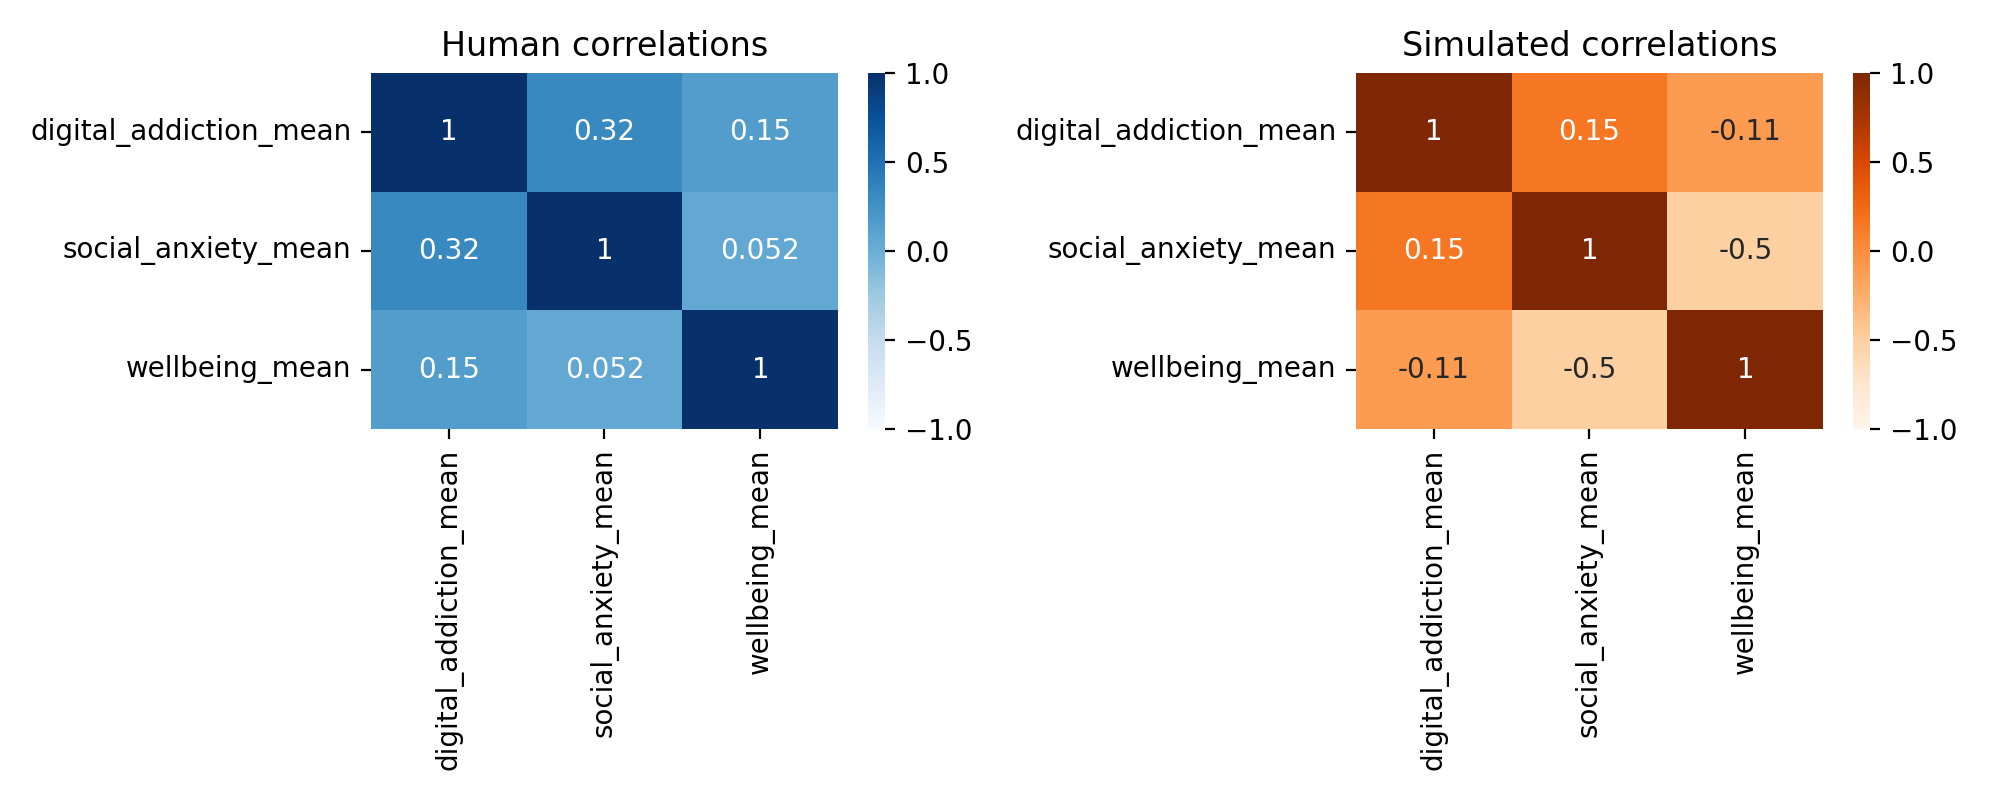 Human correlations
digital_addiction_mean
social_anxiety_mean
wellbeing_mean
1 0.32 0.15
0.32 1 0.052
0.15 0.052 1
digital_addiction_mean
social_anxiety_mean
wellbeing_mean
1.0
0.5
0.0
−0.5
−1.0
Simulated correlations
digital_addiction_mean
social_anxiety_mean
wellbeing_mean
1 0.15 -0.11
0.15 1 -0.5
-0.11 -0.5 1
digital_addiction_mean
social_anxiety_mean
wellbeing_mean
1.0
0.5
0.0
−0.5
−1.0